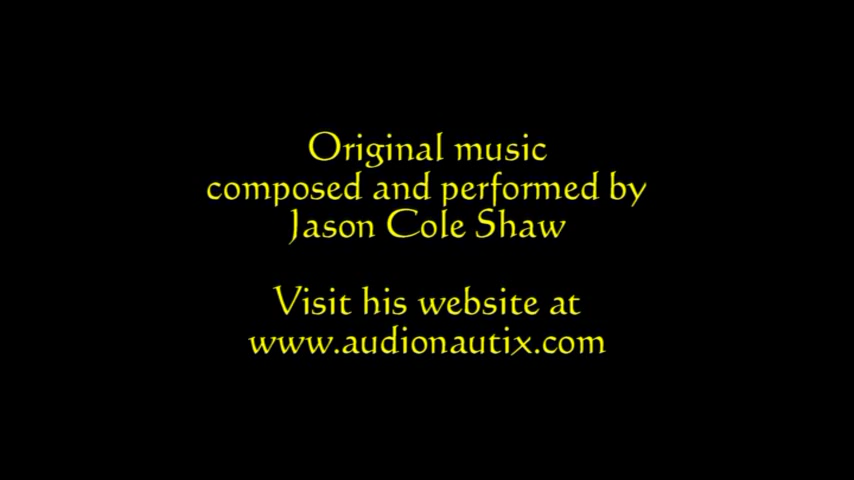 Original music
composed and performed by
Jason Cole Shaw
Visit his website at
www.audionautix.com